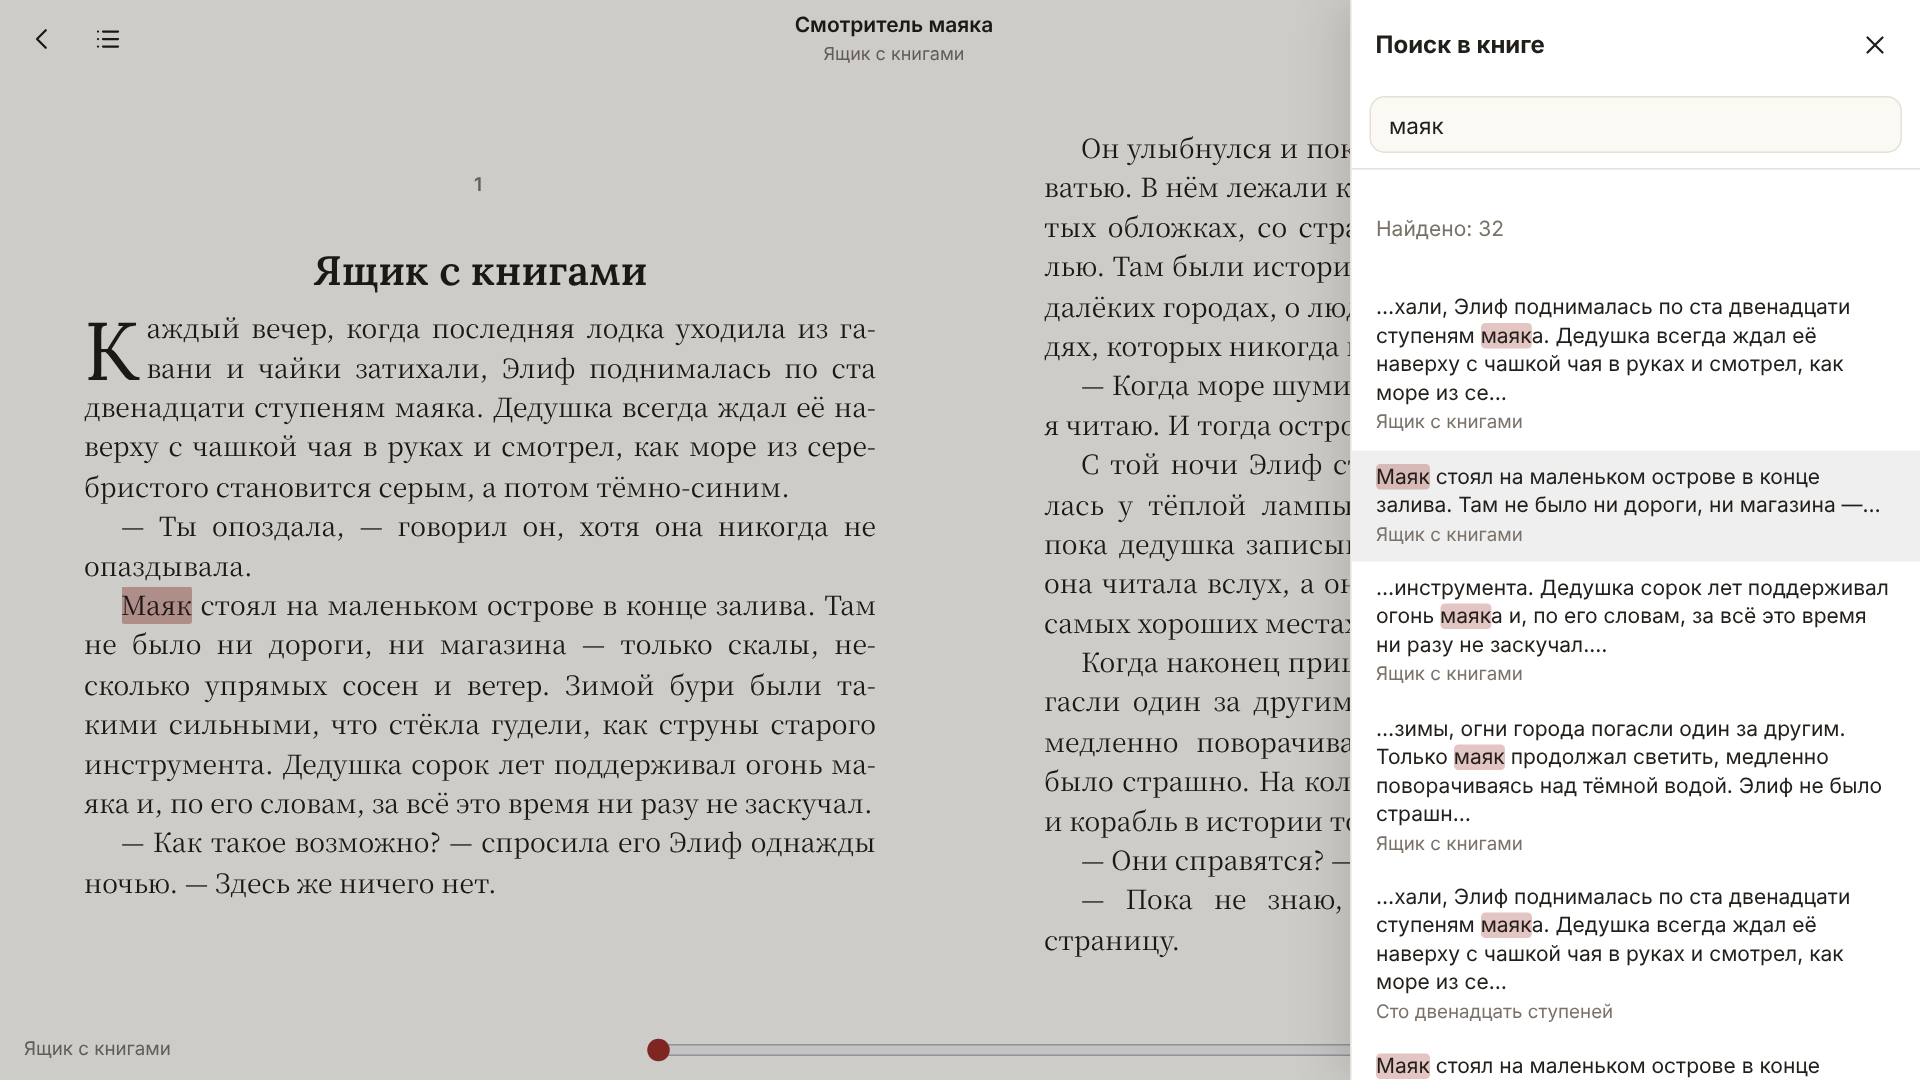 Смотритель маяка
Ящик с книгами
1
Ящик с книгами
Каждый вечер, когда последняя лодка уходила из га-
вани и чайки затихали, Элиф поднималась по ста
двенадцати ступеням маяка. Дедушка всегда ждал её на-
верху с чашкой чая в руках и смотрел, как море из сере-
бристого становится серым, а потом тёмно-синим.
— Ты опоздала, — говорил он, хотя она никогда не
опаздывала.
Маяк стоял на маленьком острове в конце залива. Там
не было ни дороги, ни магазина — только скалы, не-
сколько упрямых сосен и ветер. Зимой бури были та-
кими сильными, что стёкла гудели, как струны старого
инструмента. Дедушка сорок лет поддерживал огонь ма-
яка и, по его словам, за всё это время ни разу не заскучал.
— Как такое возможно? — спросила его Элиф однажды
ночью. — Здесь же ничего нет.
Он улыбнулся и
ватью. В нём лежали
тых обложках, со
лью. Там были
далёких городах, о
дях, которых никогда
— Когда море
я читаю. И тогда
С той ночи Элиф
лась у тёплой
пока дедушка
она читала вслух, а
самых хороших
Когда наконец
гасли один за другим
медленно
было страшно. На
и корабль в истории
— Они справятся? —
— Пока не знаю,
страницу.
Ящик с книгами
Поиск в книге
маяк
Найдено: 32
...хали, Элиф поднималась по ста двенадцати
ступеням маяка. Дедушка всегда ждал её
наверху с чашкой чая в руках и смотрел, как
море из се...
Ящик с книгами
Маяк стоял на маленьком острове в конце
залива. Там не было ни дороги, ни магазина —...
Ящик с книгами
...инструмента. Дедушка сорок лет поддерживал
огонь маяка и, по его словам, за всё это время
ни разу не заскучал....
Ящик с книгами
...зимы, огни города погасли один за другим.
Только маяк продолжал светить, медленно
поворачиваясь над тёмной водой. Элиф не было
страшн...
Ящик с книгами
...хали, Элиф поднималась по ста двенадцати
ступеням маяка. Дедушка всегда ждал её
наверху с чашкой чая в руках и смотрел, как
море из се...
Сто двенадцать ступеней
Маяк стоял на маленьком острове в конце